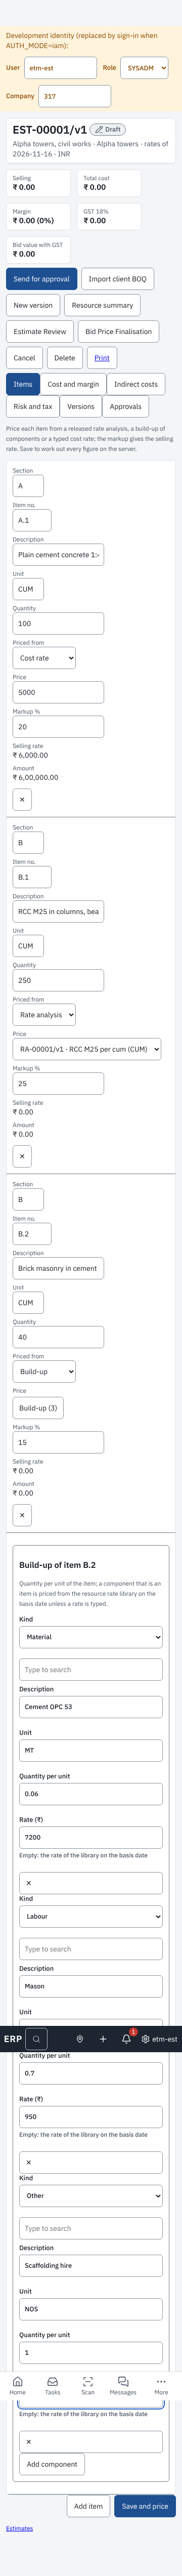 Development identity (replaced by sign-in when
AUTH_MODE=iam):
User
etm-est
Role
SYSADM
Company
317
EST-00001/v1
Draft
Alpha towers, civil works · Alpha towers · rates of
2026-11-16 · INR
Selling
₹ 0.00
Total cost
₹ 0.00
Margin
₹ 0.00 (0%)
GST 18%
₹ 0.00
Bid value with GST
₹ 0.00
Send for approval
Import client BOQ
New version
Resource summary
Estimate Review
Bid Price Finalisation
Cancel
Delete
Print
Items
Cost and margin
Indirect costs
Risk and tax
Versions
Approvals
Price each item from a released rate analysis, a build-up of
components or a typed cost rate; the markup gives the selling
rate. Save to work out every figure on the server.
Section
A
Item no.
A.1
Description
Plain cement concrete 1:
Unit
CUM
Quantity
100
Priced from
Cost rate
Price
5000
Markup %
20
Selling rate
₹ 6,000.00
Amount
₹ 6,00,000.00
×
Section
B
Item no.
B.1
Description
RCC M25 in columns, bea
Unit
CUM
Quantity
250
Priced from
Rate analysis
Price
RA-00001/v1 - RCC M25 per cum (CUM)
Markup %
25
Selling rate
₹ 0.00
Amount
₹ 0.00
×
Section
B
Item no.
B.2
Description
Brick masonry in cement
Unit
CUM
Quantity
40
Priced from
Build-up
Price
Build-up (3)
Markup %
15
Selling rate
₹ 0.00
Amount
₹ 0.00
×
Build-up of item B.2
Quantity per unit of the item; a component that is an
item is priced from the resource rate library on the
basis date unless a rate is typed.
Kind
Material
Type to search
Description
Cement OPC 53
Unit
MT
Quantity per unit
0.06
Rate (₹)
7200
Empty: the rate of the library on the basis date
×
Kind
Labour
Type to search
Description
Mason
Unit
ERP
1
etm-est
Quantity per unit
0.7
Rate (₹)
950
Empty: the rate of the library on the basis date
×
Kind
Other
Type to search
Description
Scaffolding hire
Unit
NOS
Quantity per unit
1
Home
Tasks
Scan
Messages
More
Empty: the rate of the library on the basis date
×
Add component
Add item
Save and price
Estimates